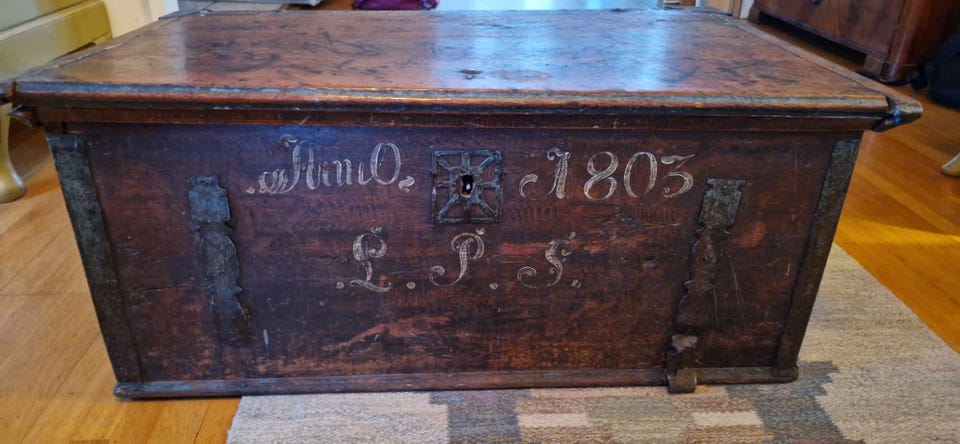 Anno 1803
L. P. S.